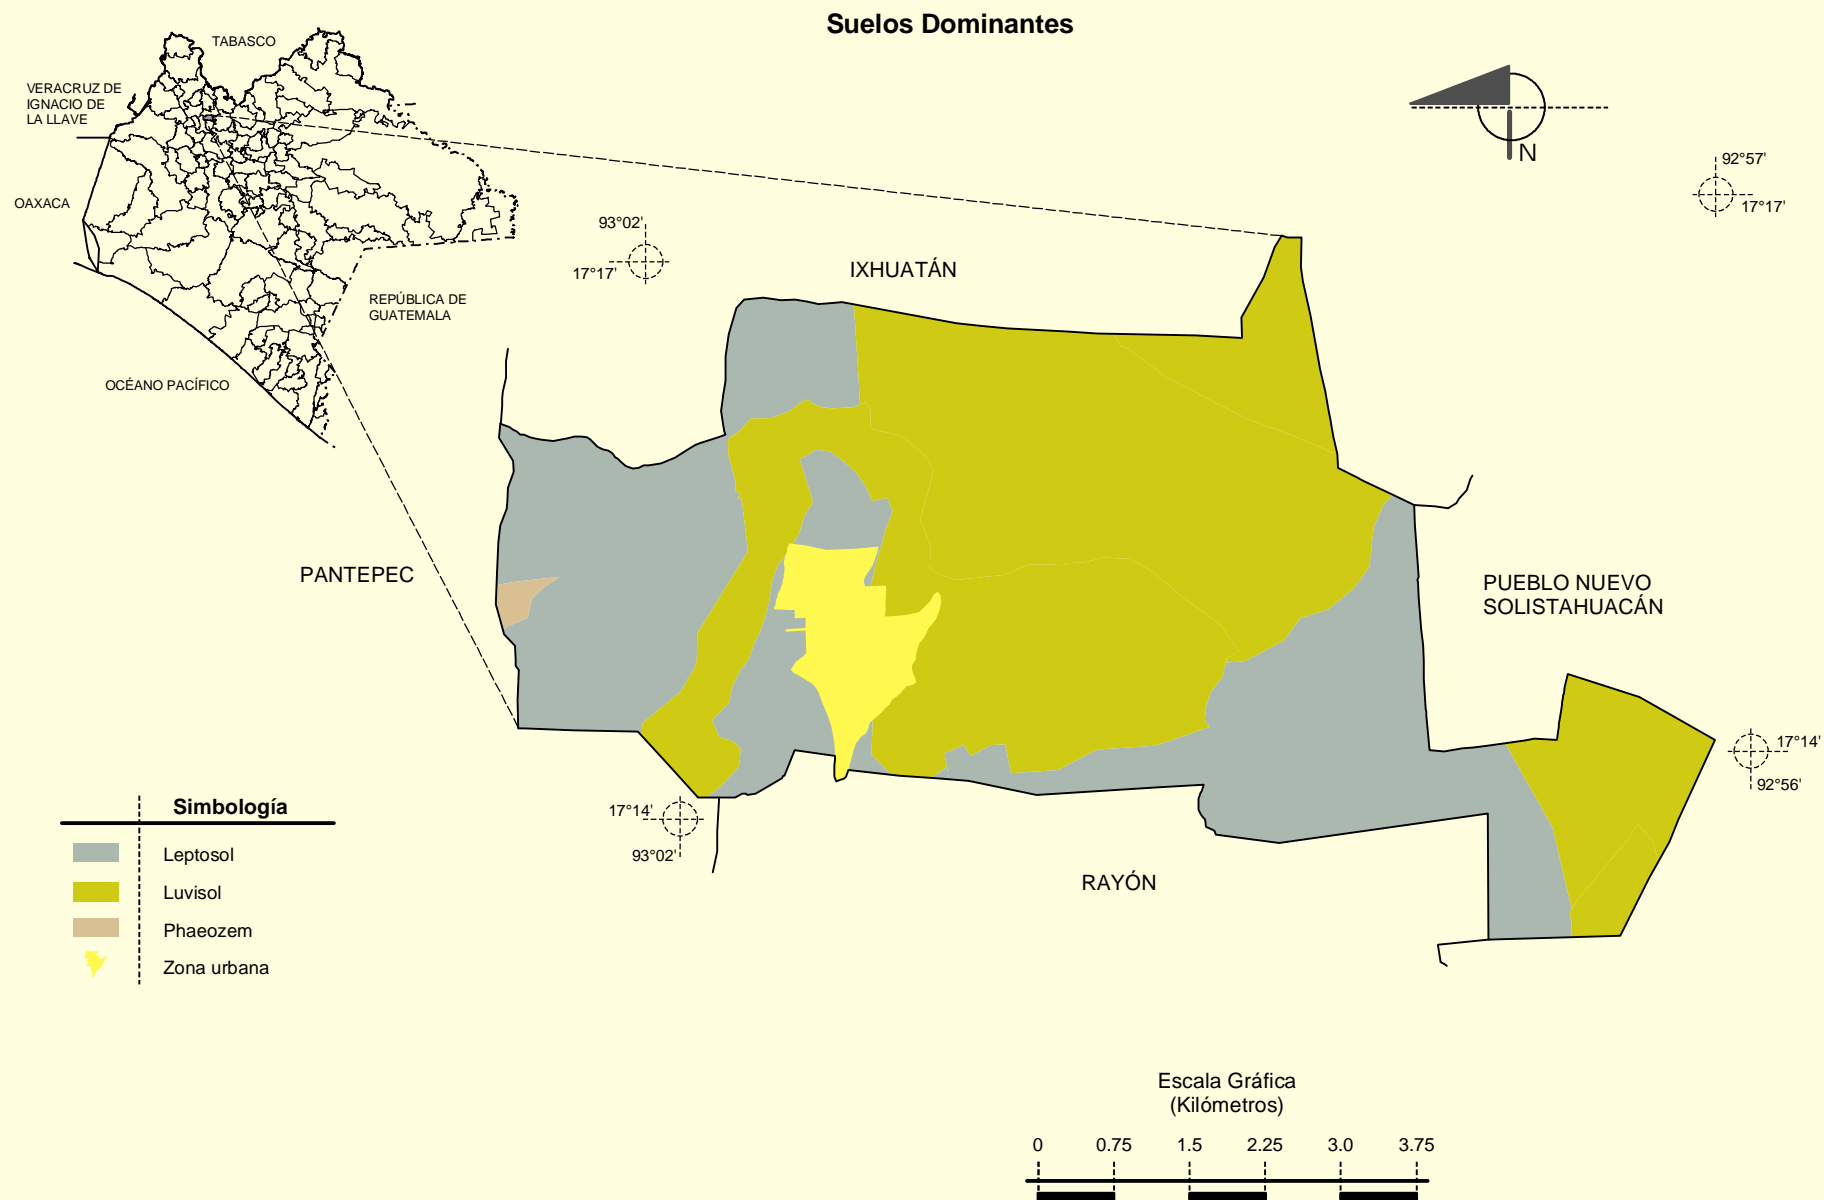 Suelos Dominantes
TABASCO
VERACRUZ DE
IGNACIO DE
LA LLAVE
OAXACA
REPÚBLICA DE
GUATEMALA
OCÉANO PACÍFICO
N
92°57'
17°17'
93°02'
17°17'
IXHUATÁN
PANTEPEC
PUEBLO NUEVO
SOLISTAHUACÁN
17°14'
92°56'
17°14'
93°02'
RAYÓN
Simbología
Leptosol
Luvisol
Phaeozem
Zona urbana
Escala Gráfica
(Kilómetros)
0 0.75 1.5 2.25 3.0 3.75